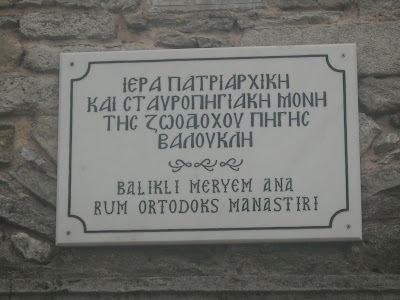 ΙΕΡΑ ΠΑΤΡΙΑΡΧΙΚΗ
ΚΑΙ ΣΤΑΥΡΟΠΗΓΙΑΚΗ ΜΟΝΗ
ΤΗΣ ΖΩΟΔΟΧΟΥ ΠΗΓΗΣ
ΒΑΛΟΥΚΛΗ
BALIKLI MERYEM ANA
RUM ORTODOKS MANASTIRI